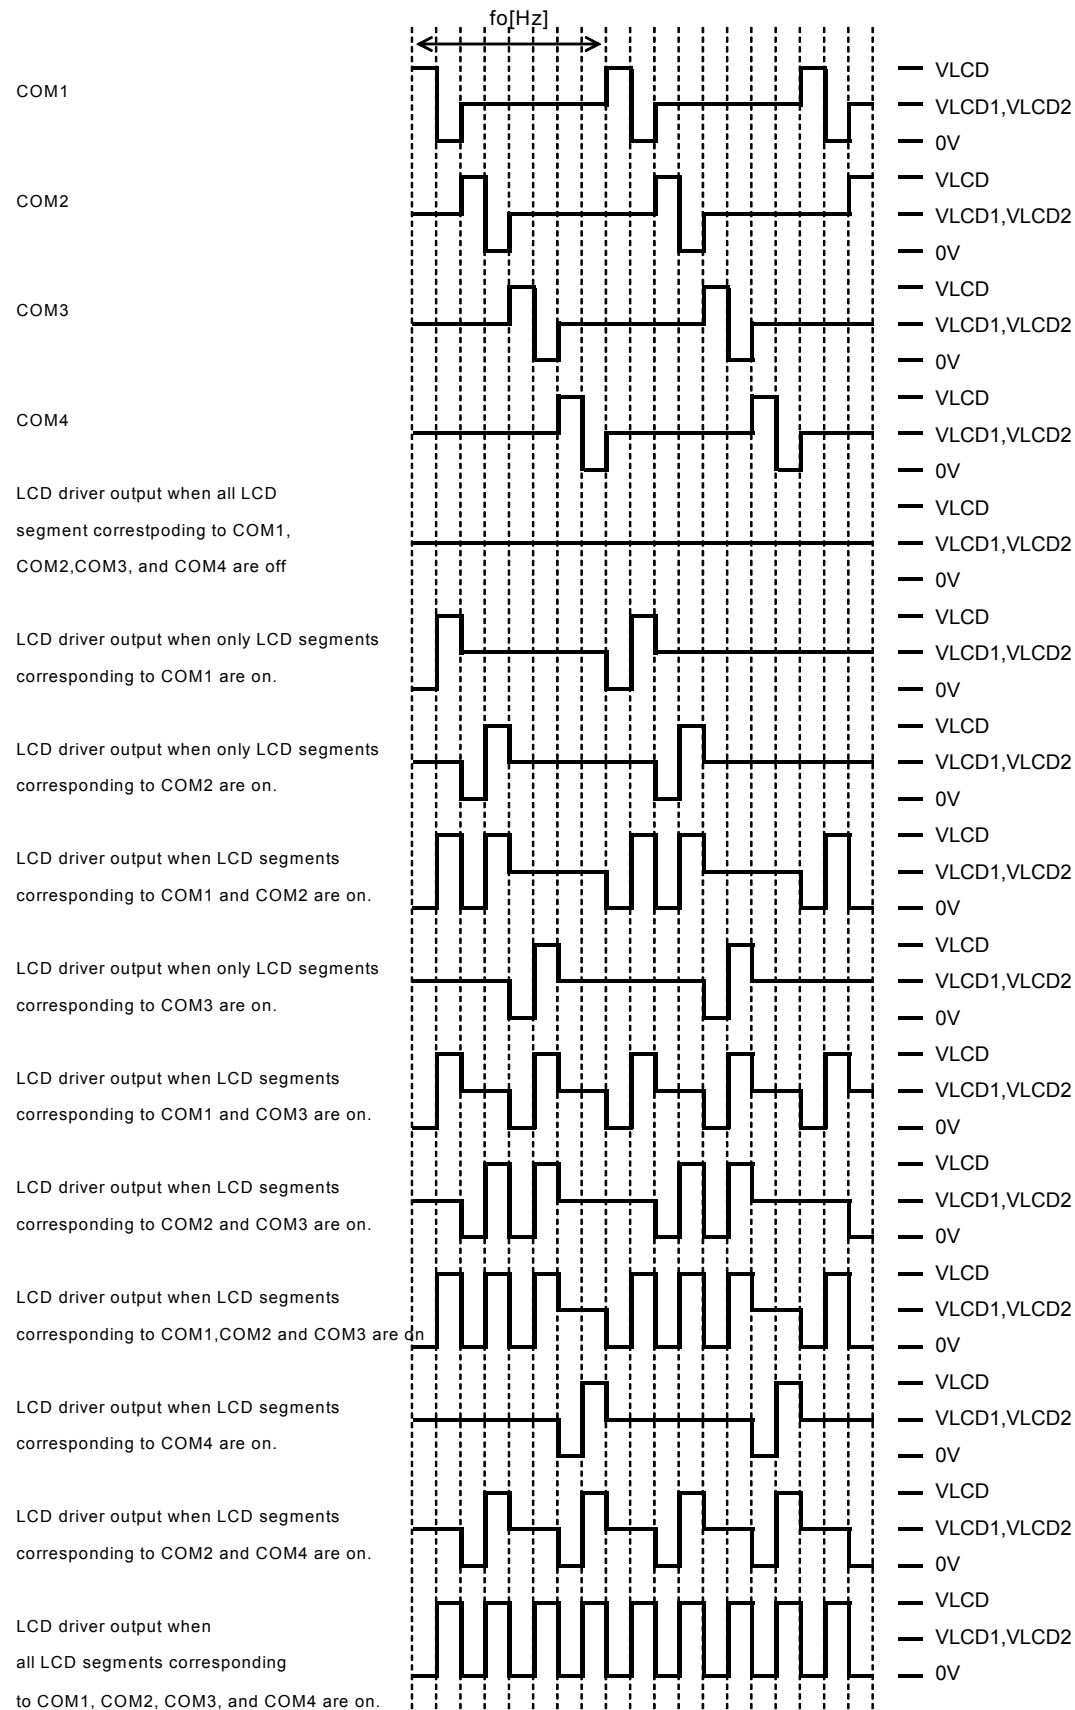 fo[Hz]
COM1
VLCD
VLCD1,VLCD2
0V
COM2
VLCD
VLCD1,VLCD2
0V
COM3
VLCD
VLCD1,VLCD2
0V
COM4
VLCD
VLCD1,VLCD2
0V
LCD driver output when all LCD
segment correstpoding to COM1,
COM2,COM3, and COM4 are off
VLCD
VLCD1,VLCD2
0V
LCD driver output when only LCD segments
corresponding to COM1 are on.
VLCD
VLCD1,VLCD2
0V
LCD driver output when only LCD segments
corresponding to COM2 are on.
VLCD
VLCD1,VLCD2
0V
LCD driver output when LCD segments
corresponding to COM1 and COM2 are on.
VLCD
VLCD1,VLCD2
0V
LCD driver output when only LCD segments
corresponding to COM3 are on.
VLCD
VLCD1,VLCD2
0V
LCD driver output when LCD segments
corresponding to COM1 and COM3 are on.
VLCD
VLCD1,VLCD2
0V
LCD driver output when LCD segments
corresponding to COM2 and COM3 are on.
VLCD
VLCD1,VLCD2
0V
LCD driver output when LCD segments
corresponding to COM1,COM2 and COM3 are on
VLCD
VLCD1,VLCD2
0V
LCD driver output when LCD segments
corresponding to COM4 are on.
VLCD
VLCD1,VLCD2
0V
LCD driver output when LCD segments
corresponding to COM2 and COM4 are on.
VLCD
VLCD1,VLCD2
0V
LCD driver output when
all LCD segments corresponding
to COM1, COM2, COM3, and COM4 are on.
VLCD
VLCD1,VLCD2
0V